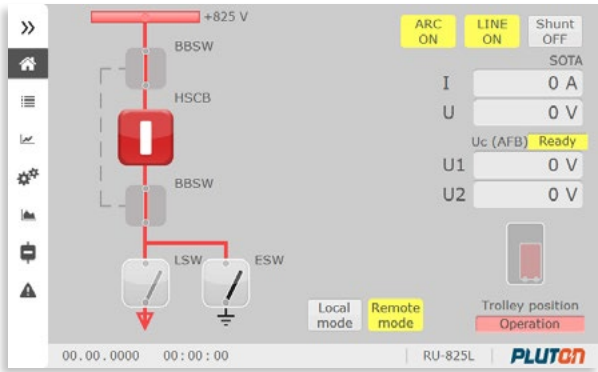 +825 V
BBSW
HSCB
BBSW
LSW
ESW
ARC ON
LINE ON
Shunt OFF
SOTA
I 0 A
U 0 V
Uc (AFB) Ready
U1 0 V
U2 0 V
Local mode
Remote mode
Trolley position
Operation
00.00.0000 00:00:00
RU-825L
PLUTON